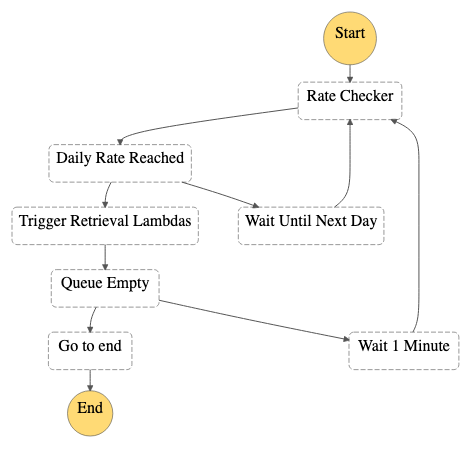 Start
Rate Checker
Daily Rate Reached
Trigger Retrieval Lambdas
Wait Until Next Day
Queue Empty
Go to end
Wait 1 Minute
End